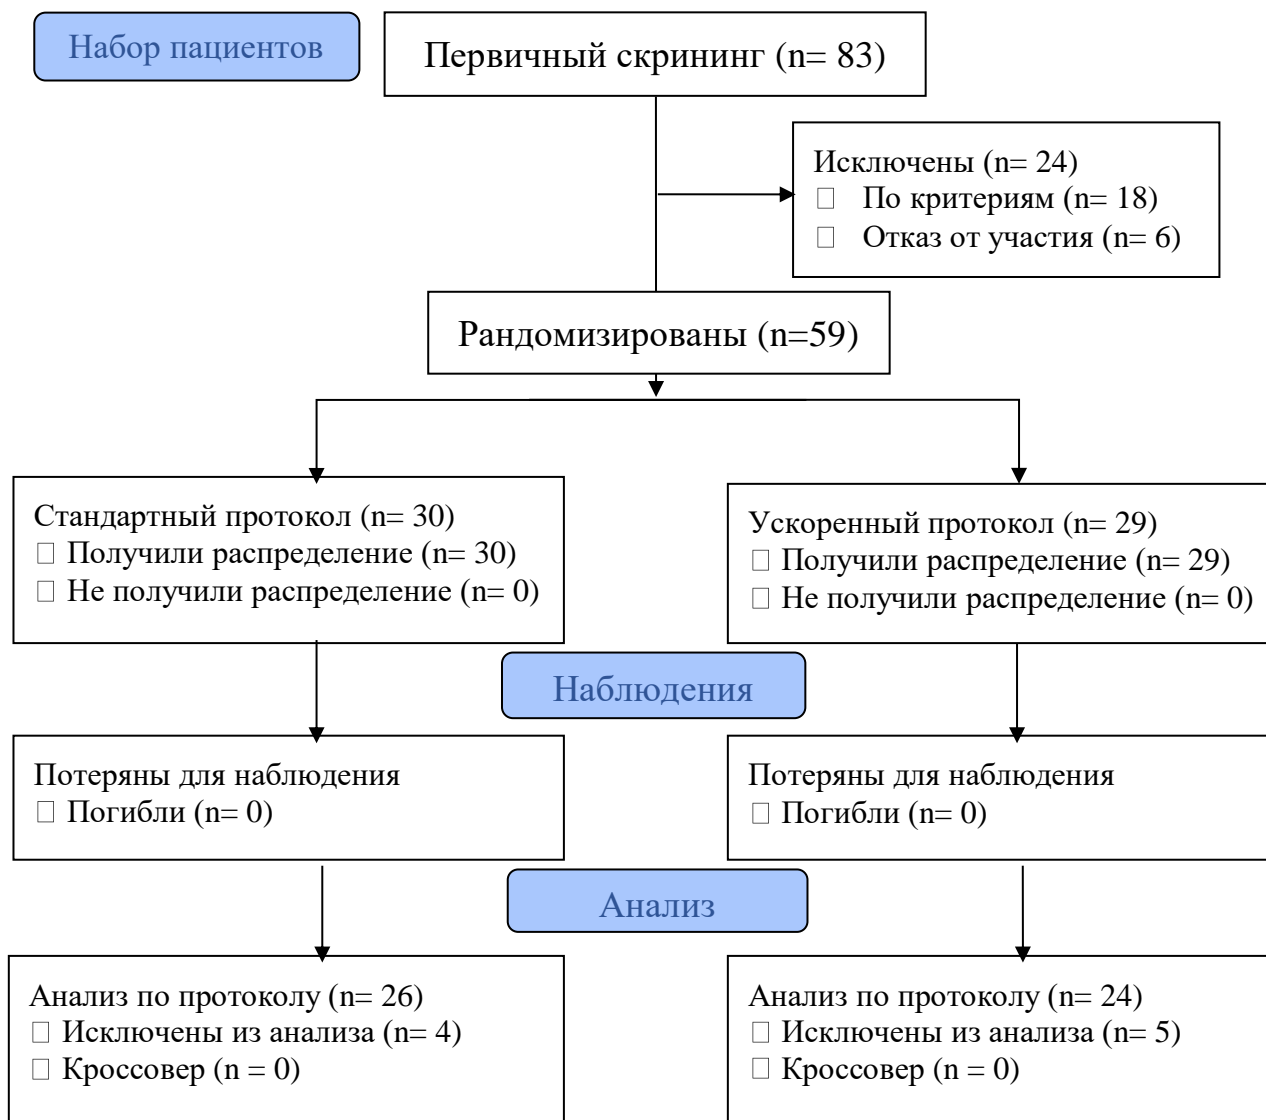 Набор пациентов
Первичный скрининг (n= 83)
Исключены (n= 24)
По критериям (n= 18)
Отказ от участия (n= 6)
Рандомизированы (n=59)
Стандартный протокол (n= 30)
Получили распределение (n= 30)
Не получили распределение (n= 0)
Ускоренный протокол (n= 29)
Получили распределение (n= 29)
Не получили распределение (n= 0)
Наблюдения
Потеряны для наблюдения
Погибли (n= 0)
Потеряны для наблюдения
Погибли (n= 0)
Анализ
Анализ по протоколу (n= 26)
Исключены из анализа (n= 4)
Кроссовер (n = 0)
Анализ по протоколу (n= 24)
Исключены из анализа (n= 5)
Кроссовер (n = 0)